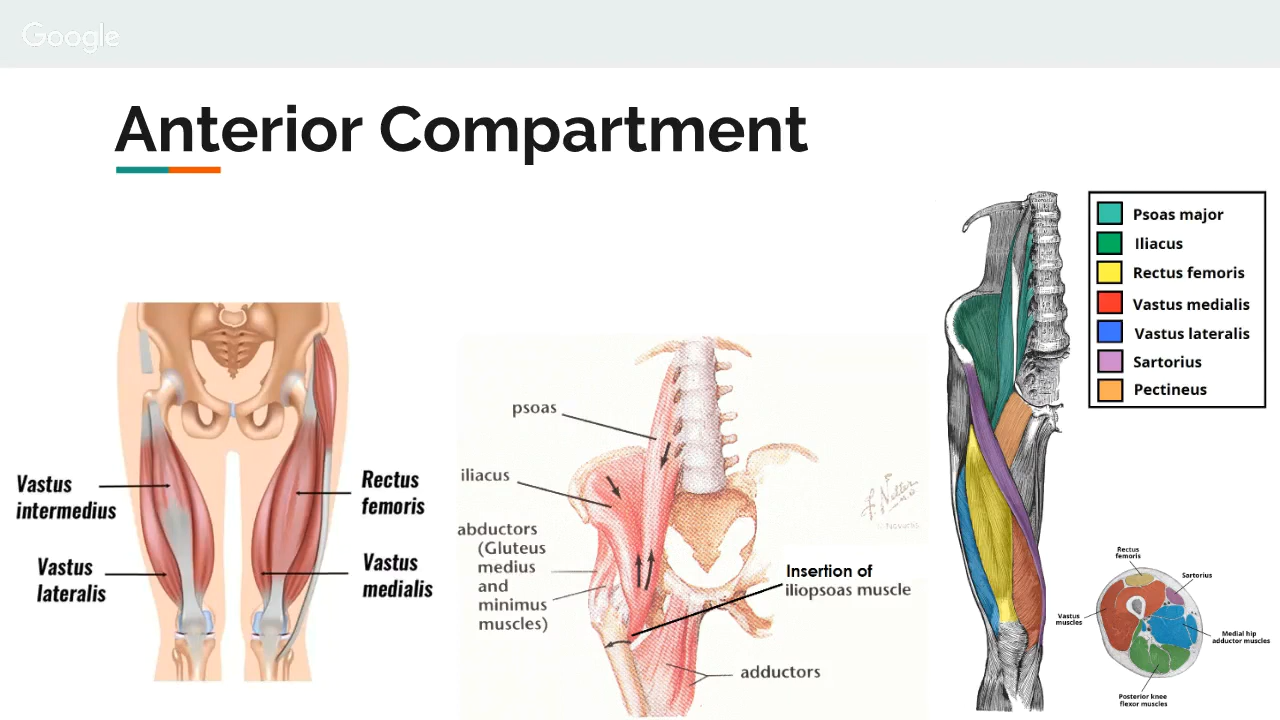 Google
Anterior Compartment
Vastus
intermedius
Vastus
lateralis
Rectus
femoris
Vastus
medialis
psoas
iliacus
abductors
(Gluteus
medius
and
minimus
muscles)
Insertion of
iliopsoas muscle
adductors
Psoas major
Iliacus
Rectus femoris
Vastus medialis
Vastus lateralis
Sartorius
Pectineus
Rectus
femoris
Sartorius
Vastus
muscles
Medial hip
adductor muscles
Posterior knee
flexor muscles